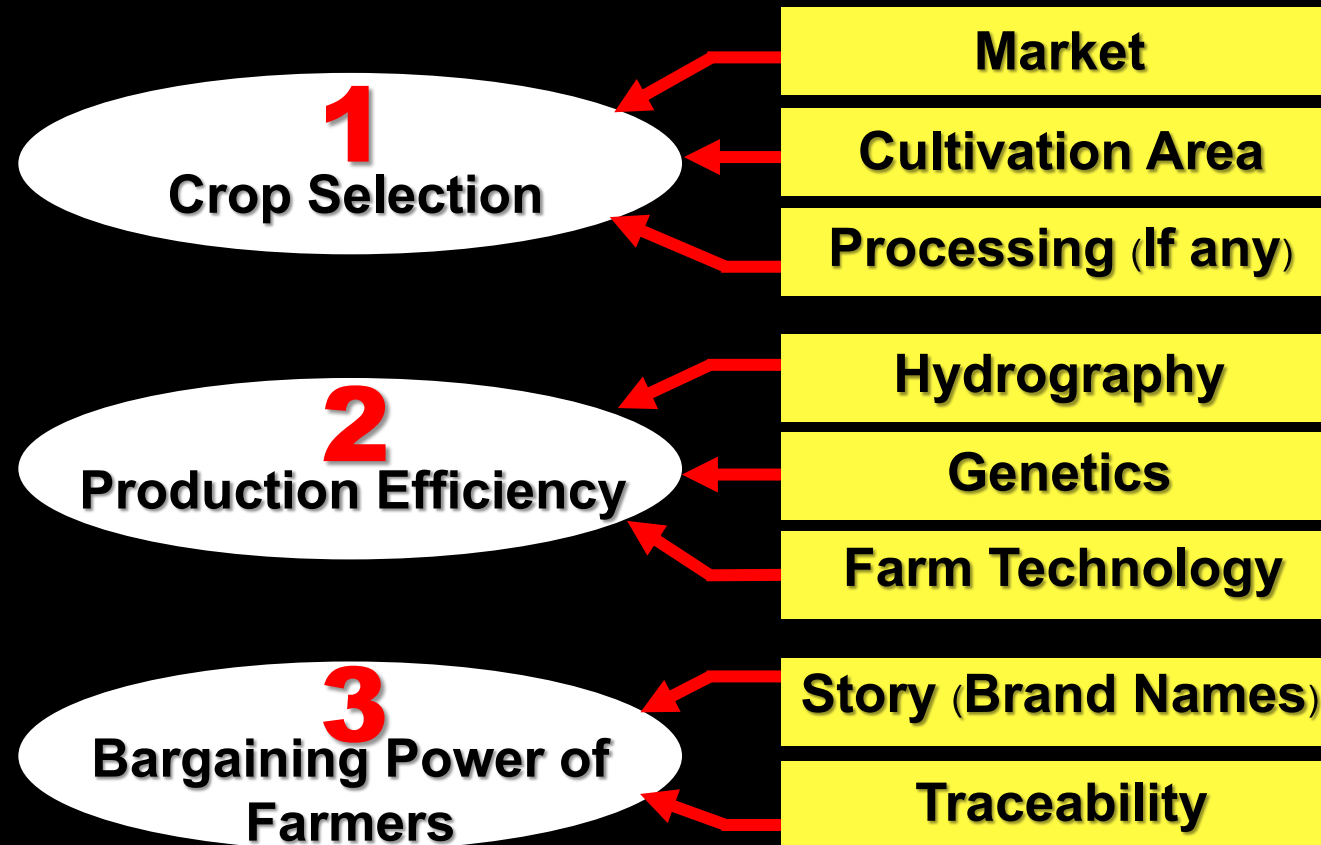 1
Crop Selection
Market
Cultivation Area
Processing (If any)
2
Production Efficiency
Hydrography
Genetics
Farm Technology
3
Bargaining Power of
Farmers
Story (Brand Names)
Traceability